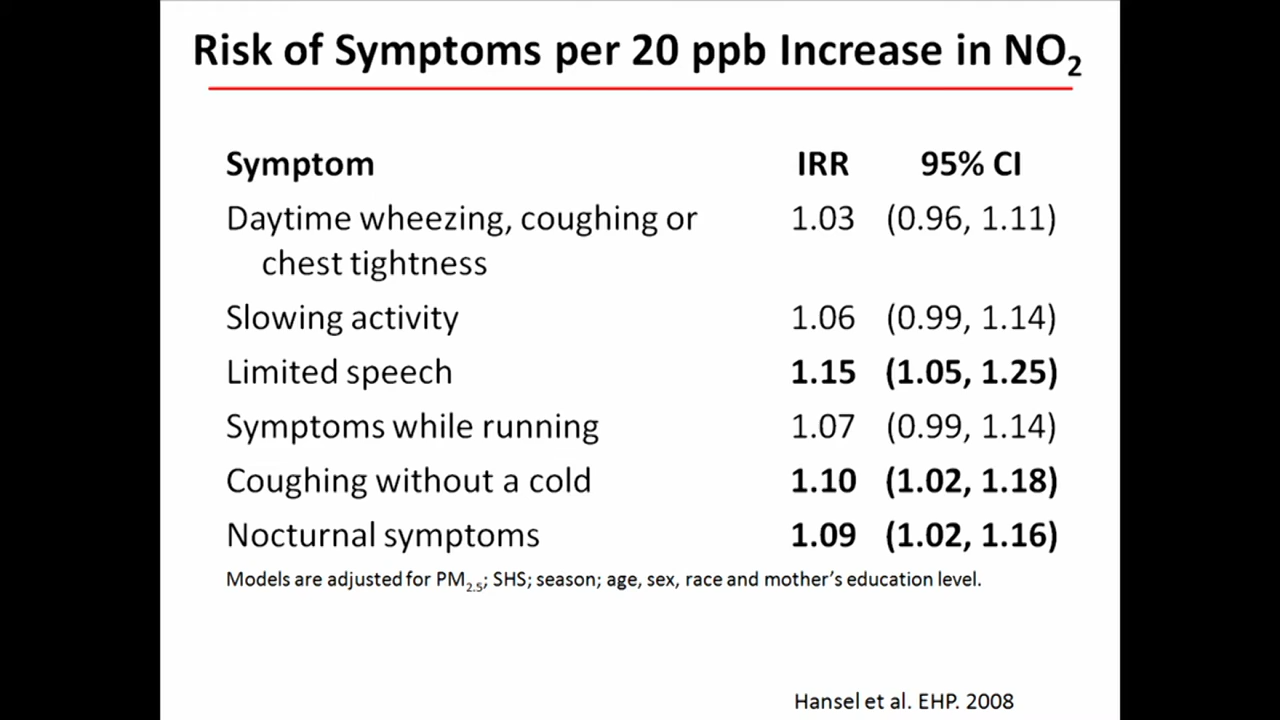 Risk of Symptoms per 20 ppb Increase in NO₂
Symptom IRR 95% CI
Daytime wheezing, coughing or 1.03 (0.96, 1.11)
chest tightness
Slowing activity 1.06 (0.99, 1.14)
Limited speech 1.15 (1.05, 1.25)
Symptoms while running 1.07 (0.99, 1.14)
Coughing without a cold 1.10 (1.02, 1.18)
Nocturnal symptoms 1.09 (1.02, 1.16)
Models are adjusted for PM₂.₅; SHS; season; age, sex, race and mother’s education level.
Hansel et al. EHP. 2008